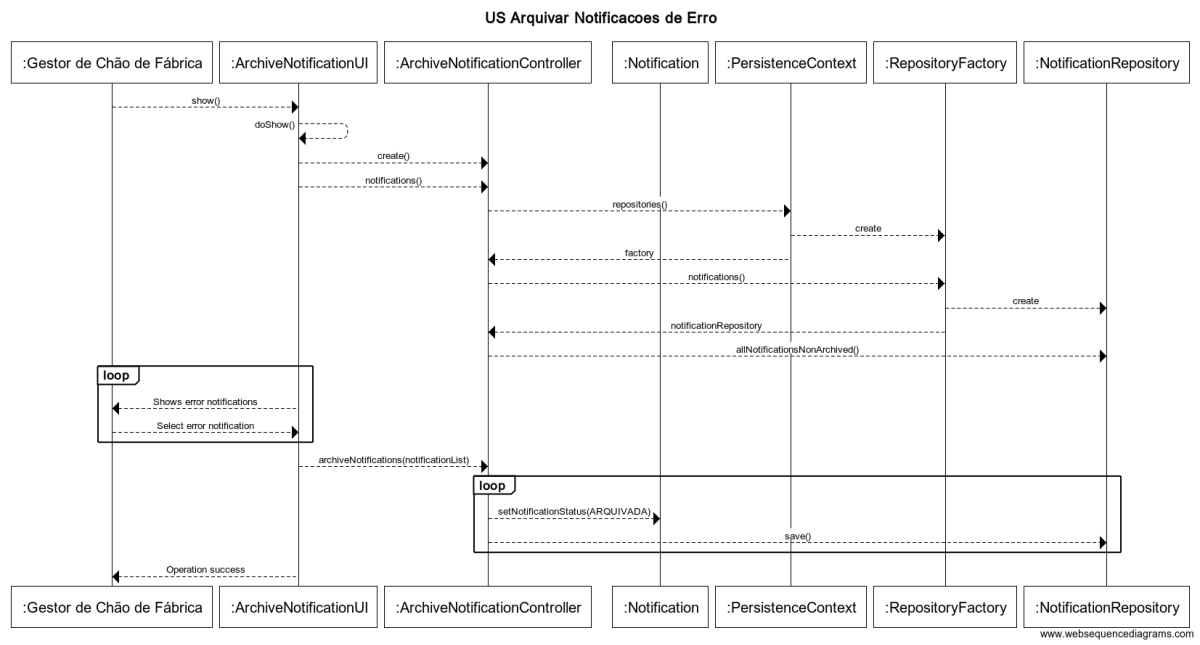 US Arquivar Notificacoes de Erro
:Gestor de Chão de Fábrica
:ArchiveNotificationUI
:ArchiveNotificationController
:Notification
:PersistenceContext
:RepositoryFactory
:NotificationRepository
show()
doShow()
create()
notifications()
repositories()
create
factory
notifications()
create
notificationRepository
allNotificationsNonArchived()
loop
Shows error notifications
Select error notification
archiveNotifications(notificationList)
loop
setNotificationStatus(ARQUIVADA)
save()
Operation success
:Gestor de Chão de Fábrica
:ArchiveNotificationUI
:ArchiveNotificationController
:Notification
:PersistenceContext
:RepositoryFactory
:NotificationRepository
www.websequencediagrams.com